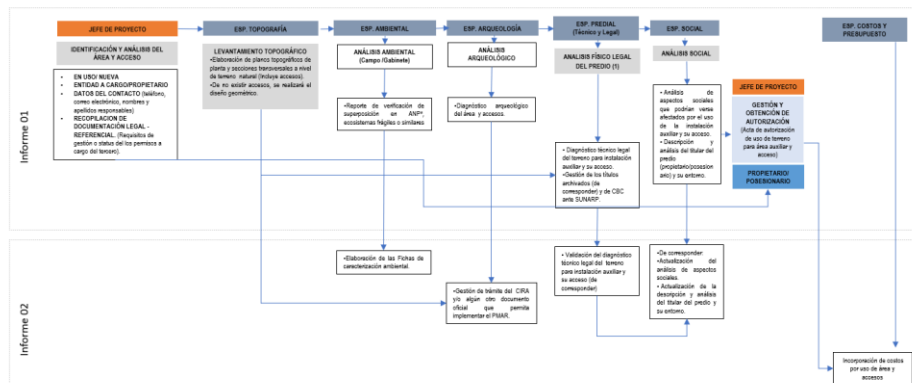 JEFE DE PROYECTO
IDENTIFICACIÓN Y ANÁLISIS DEL
ÁREA Y ACCESO
• EN USO/ NUEVA
• ENTIDAD A CARGO/PROPIETARIO
• DATOS DEL CONTACTO (teléfono,
correo electrónico, nombres y
apellidos responsables)
• RECOPILACION DE
DOCUMENTACIÓN LEGAL -
REFERENCIAL. (Requisitos de
gestión o status del los permisos a
cargo del tercero).
ESP. TOPOGRAFÍA
LEVANTAMIENTO TOPOGRÁFICO
•Elaboración de planos topográficos de
planta y secciones transversales a nivel
de terreno natural (incluye accesos).
•De no existir accesos, se realizará el
diseño geométrico.
ESP. AMBIENTAL
ANÁLISIS AMBIENTAL
(Campo /Gabinete)
•Reporte de verificación de
superposición en ANP*,
ecosistemas frágiles o similares
ESP. ARQUEOLOGÍA
ANÁLISIS
ARQUEOLÓGICO
•Diagnóstico arqueológico
del área y accesos.
ESP. PREDIAL
(Técnico y Legal)
ANALISIS FÍSICO LEGAL
DEL PREDIO (1)
• Diagnóstico técnico legal
del terreno para instalación
auxiliar y su acceso.
•Gestión de los títulos
archivados (de
corresponder) y de CBC
ante SUNARP.
ESP. SOCIAL
ANÁLISIS SOCIAL
• Análisis de
aspectos sociales
que podrían verse
afectados por el uso
de la instalación
auxiliar y su acceso.
• Descripción y
análisis del titular del
predio
(propietario/posesion
ario) y su entorno.
JEFE DE PROYECTO
GESTIÓN Y
OBTENCIÓN DE
AUTORIZACIÓN
(Acta de autorización
de uso de terreno para
área auxiliar y
acceso)
PROPIETARIO/
POSESIONARIO
ESP. COSTOS Y
PRESUPUESTO
Informe 01
Informe 02
•Elaboración de las Fichas de
caracterización ambiental.
•Gestión de trámite del CIRA
y/o algún otro documento
oficial que permita
implementar el PMAR.
•Validación del diagnóstico
técnico legal del terreno
para instalación auxiliar y
su acceso (de
corresponder)
•De corresponder:
•Actualización del
análisis de aspectos
sociales.
•Actualización de la
descripción y análisis
del titular del predio y
su entorno.
Incorporación de costos
por uso de área y
accesos